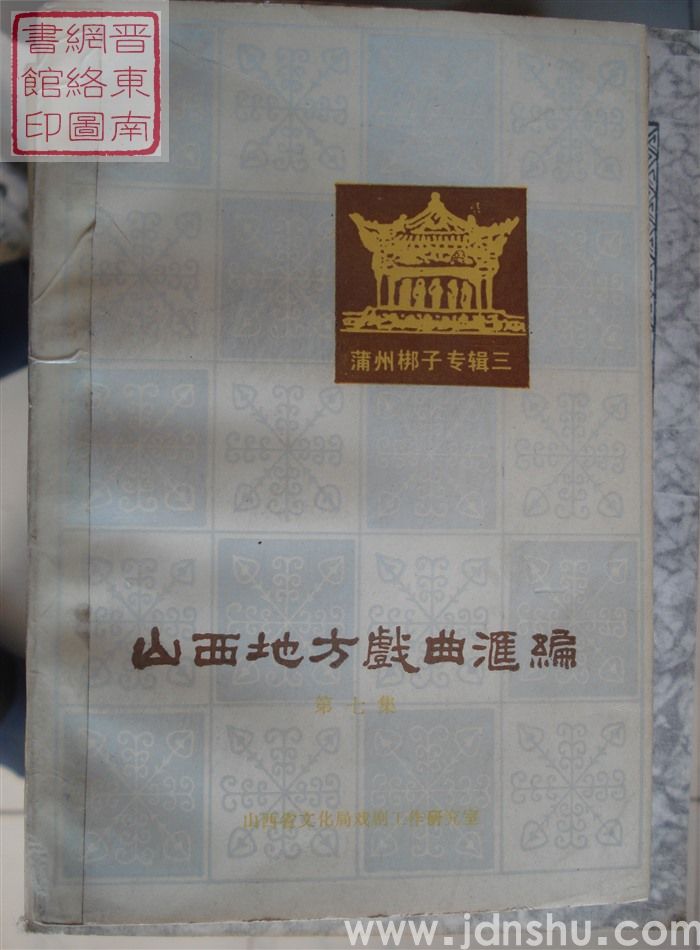 晋東南
網絡圖
書館印
蒲州梆子专辑三
山西地方戲曲滙編
第七集
山西省文化局戏剧工作研究室
www.jdnshu.com